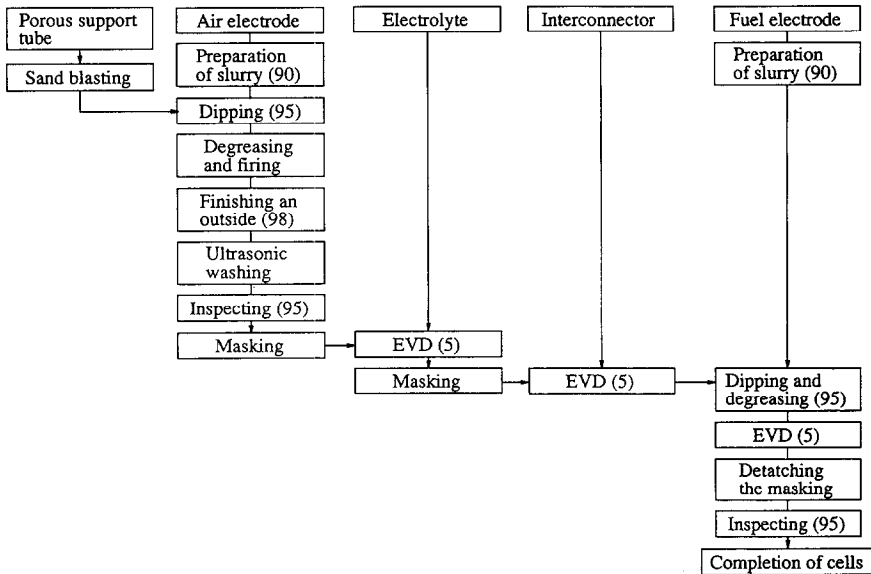 Porous support
tube
Sand blasting
Air electrode
Preparation
of slurry (90)
Dipping (95)
Degreasing
and firing
Finishing an
outside (98)
Ultrasonic
washing
Inspecting (95)
Masking
Electrolyte
EVD (5)
Masking
Interconnector
EVD (5)
Fuel electrode
Preparation
of slurry (90)
Dipping and
degreasing (95)
EVD (5)
Detatching
the masking
Inspecting (95)
Completion of cells